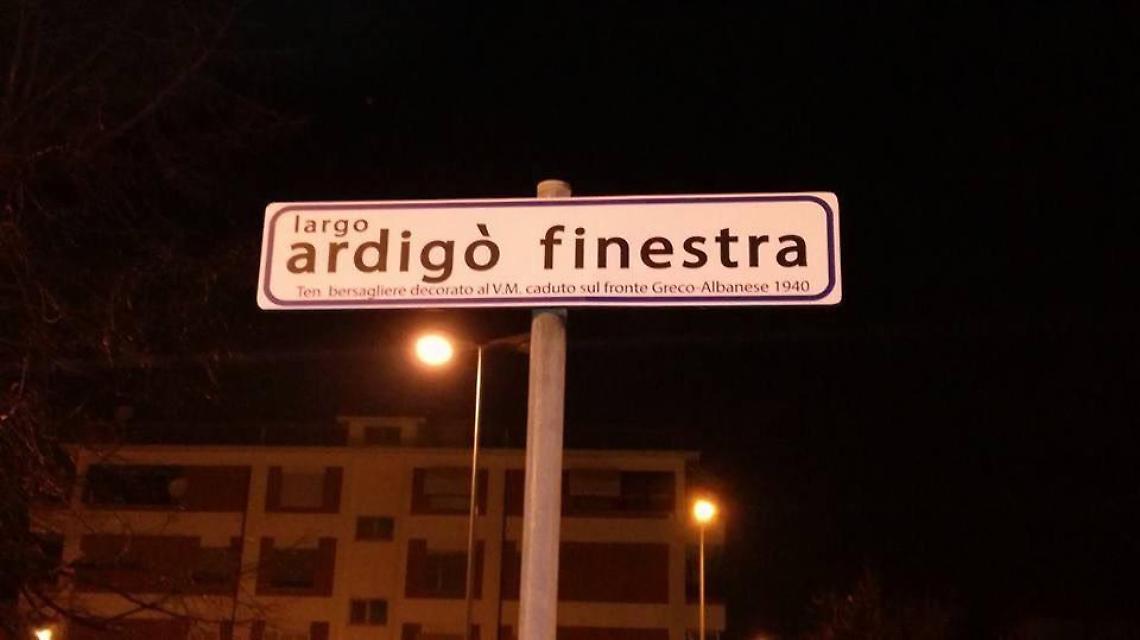 largo
ardigò finestra
Ten. bersagliere decorato al V.M. caduto sul fronte Greco-Albanese 1940